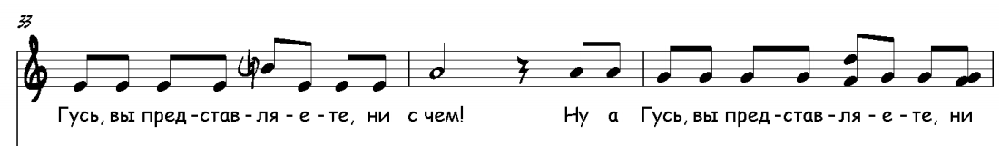 33
Гусь, вы пред - став - ля - е - те, ни с чем! Ну а Гусь, вы пред - став - ля - е - те, ни